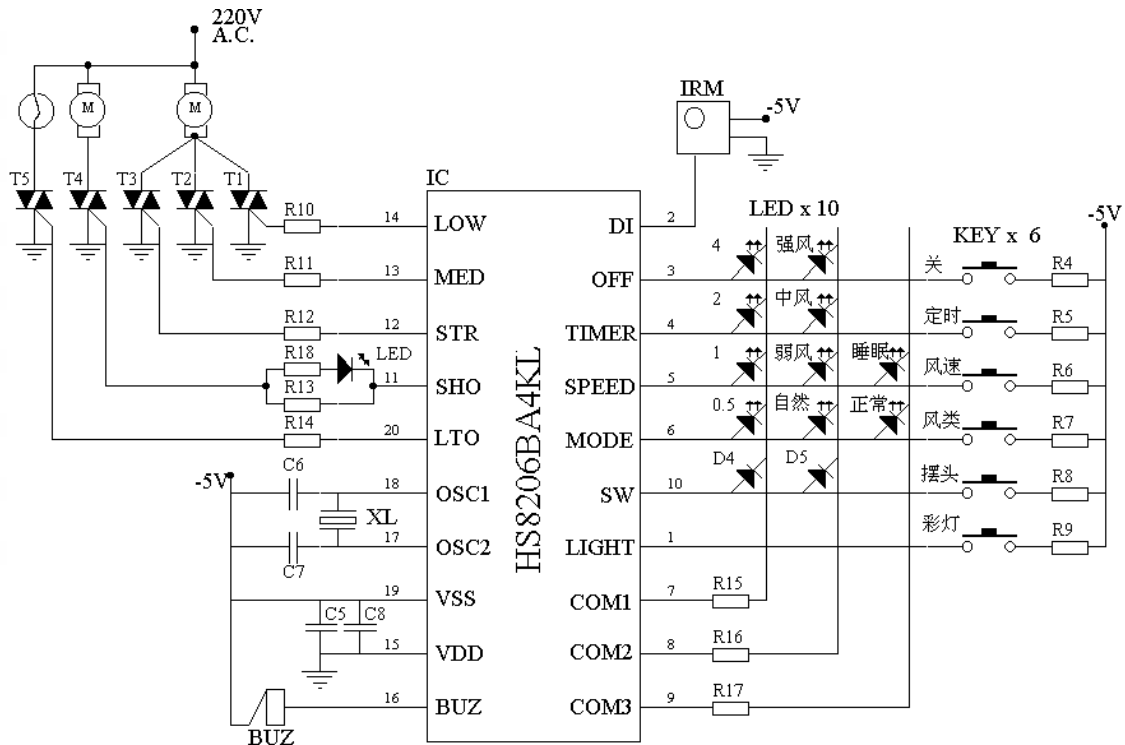 220V
A.C.
M
M
IRM
-5V
T5
T4
T3
T2
T1
IC
HS8206BA4KL
R10
14
LOW
R11
13
MED
R12
12
STR
R18
LED
R13
11
SHO
R14
20
LTO
-5V
C6
18
OSC1
XL
C7
17
OSC2
19
VSS
C5
C8
15
VDD
16
BUZ
BUZ
DI
2
LED x 10
KEY x 6
-5V
OFF
3
4
强风
关
R4
TIMER
4
2
中风
定时
R5
SPEED
5
1
弱风
睡眠
风速
R6
MODE
6
0.5
自然
正常
风类
R7
SW
10
D4
D5
摆头
R8
LIGHT
1
彩灯
R9
COM1
7
R15
COM2
8
R16
COM3
9
R17